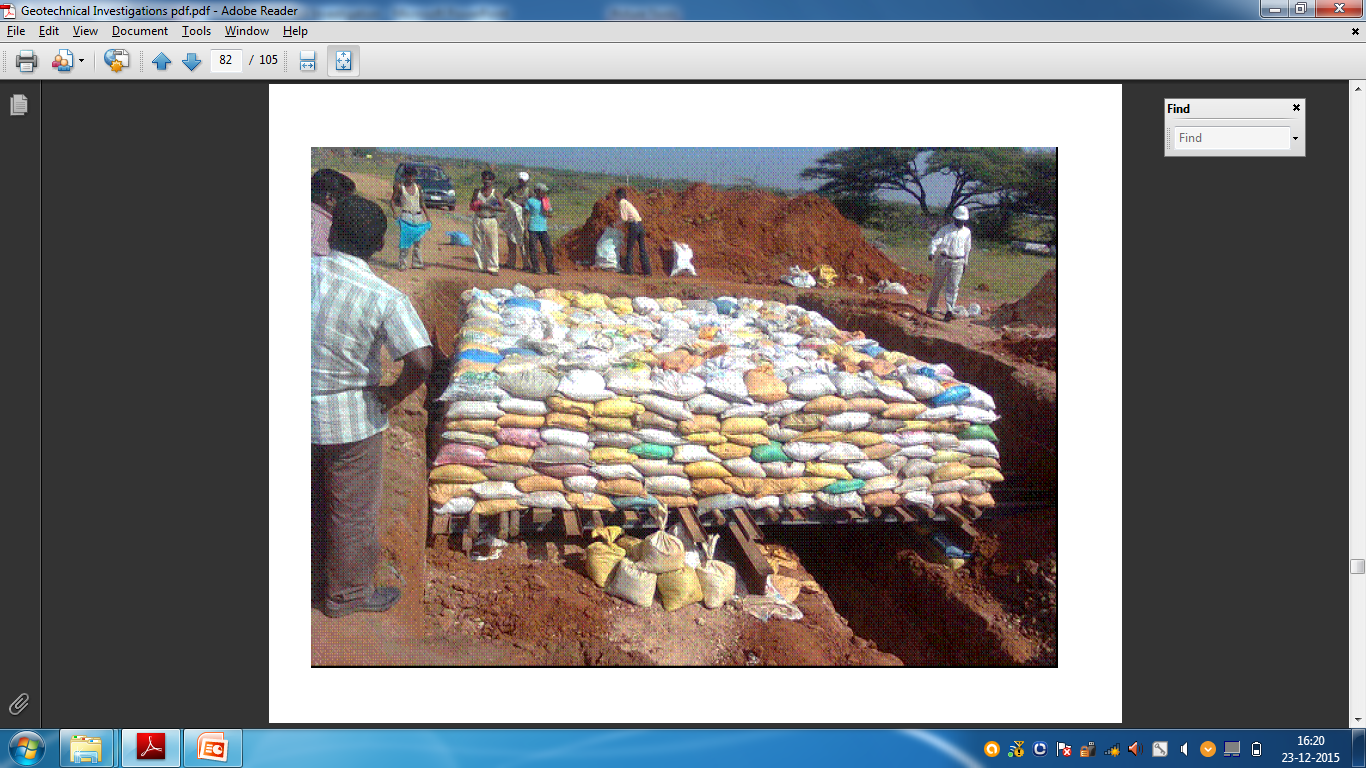 Geotechnical Investigations pdf.pdf - Adobe Reader
File Edit View Document Tools Window Help
82 / 105
Find
Find
16:20
23-12-2015